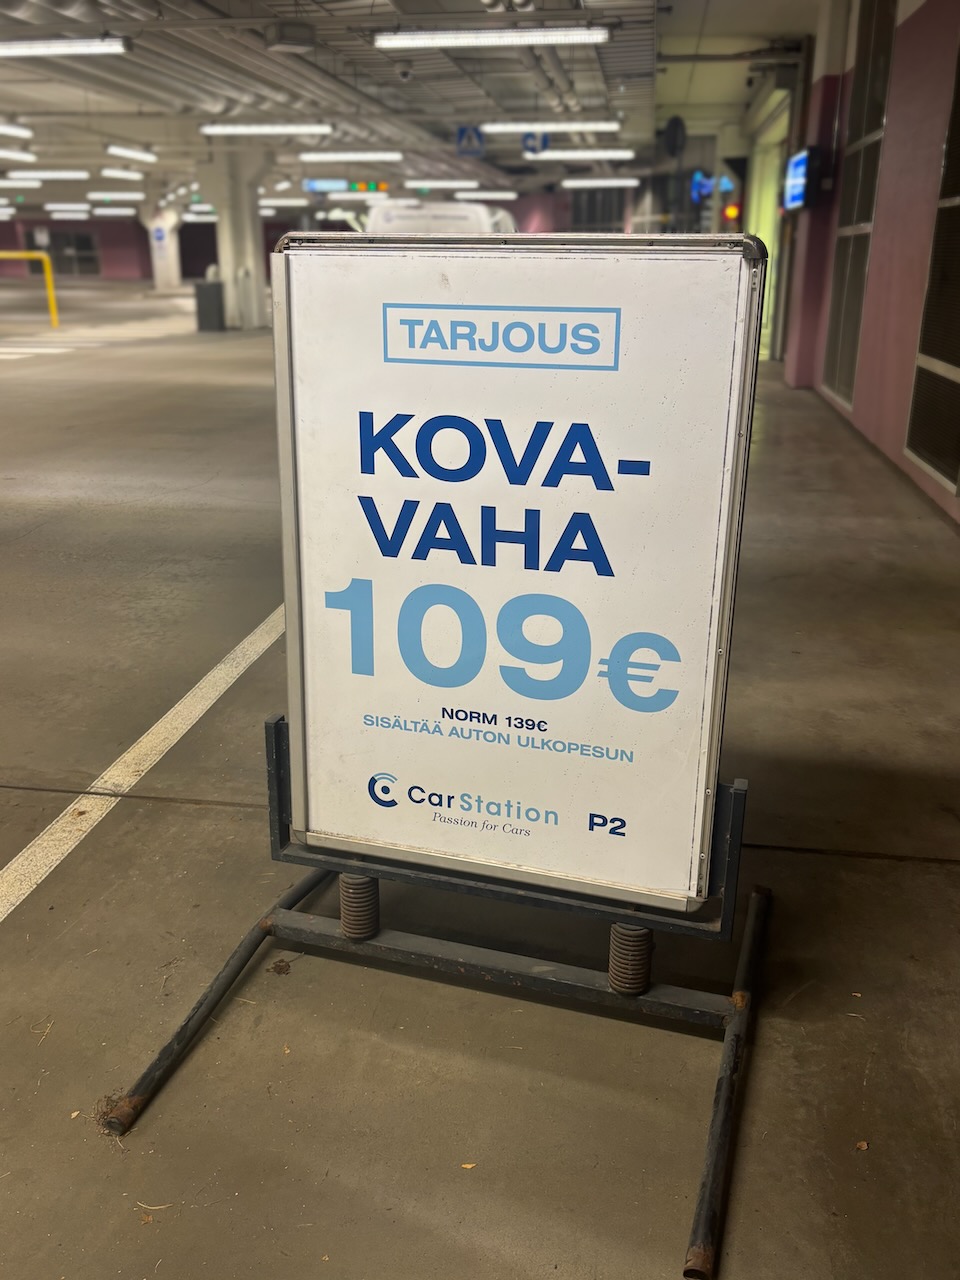 TARJOUS
KOVA-
VAHA
109€
NORM 139€
SISÄLTÄÄ AUTON ULKOPESUN
CarStation
Passion for Cars
P2